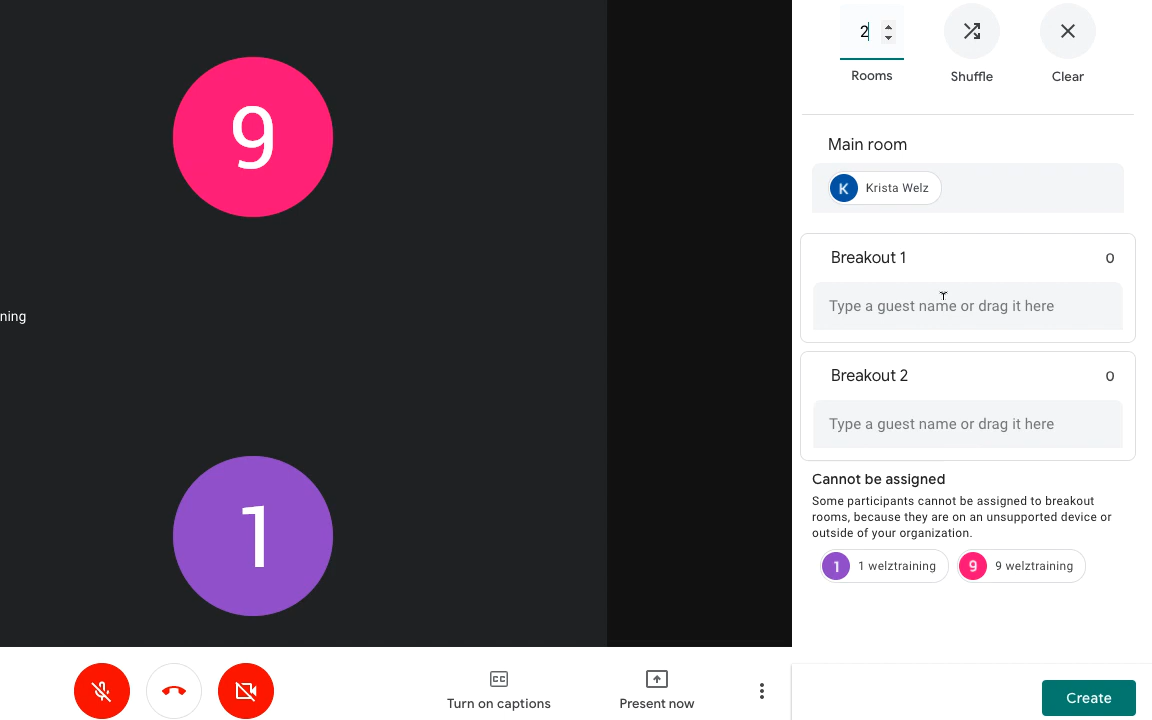 9
ning
1
Turn on captions
Present now
2
Rooms
Shuffle
Clear
Main room
K Krista Welz
Breakout 1 0
Type a guest name or drag it here
Breakout 2 0
Type a guest name or drag it here
Cannot be assigned
Some participants cannot be assigned to breakout
rooms, because they are on an unsupported device or
outside of your organization.
1 1 welztraining 9 9 welztraining
Create